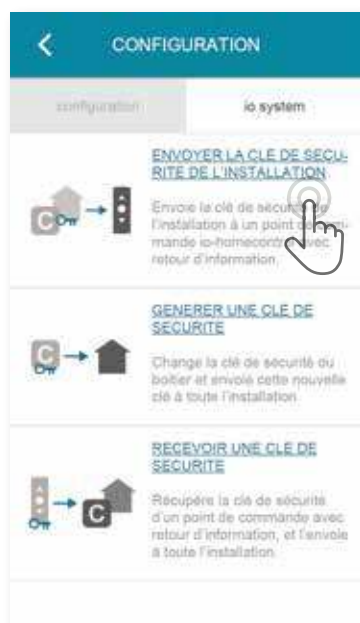 CONFIGURATION
configuration
io system
ENVOYER LA CLE DE SECU-
RITE DE L'INSTALLATION
C
Envoie la clé de sécurité de
l'installation à un point de com-
mande io-homecontrol avec
retour d'information.
GENERER UNE CLE DE
SECURITE
C
Change la clé de sécurité du
boitier et envoie cette nouvelle
clé à toute l'installation
RECEVOIR UNE CLE DE
SECURITE
C
Récupère la clé de sécurité
d'un point de commande avec
retour d'information, et l'envoie
à toute l'installation